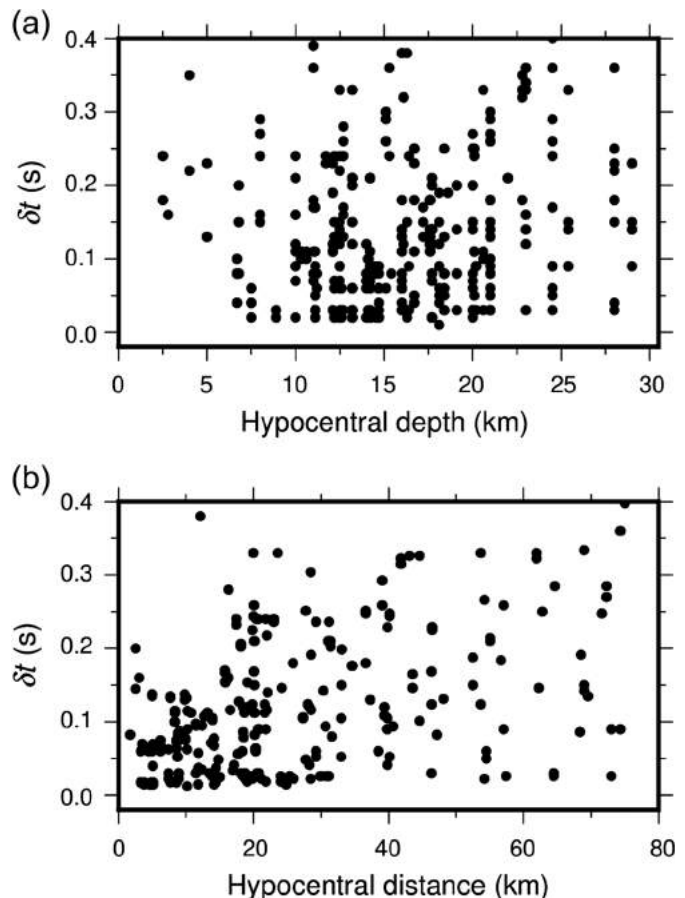 (a)
0.4
0.3
0.2
0.1
0.0
δt (s)
0 5 10 15 20 25 30
Hypocentral depth (km)
(b)
0.4
0.3
0.2
0.1
0.0
δt (s)
0 20 40 60 80
Hypocentral distance (km)